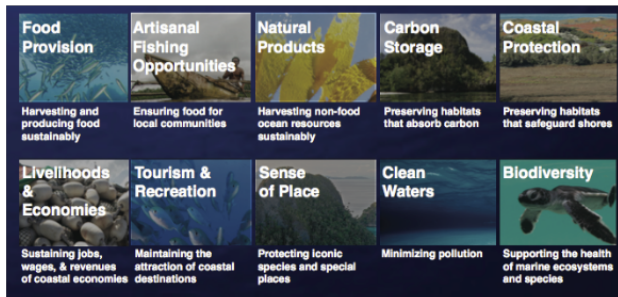 Food
Provision
Harvesting and
producing food
sustainably
Artisanal
Fishing
Opportunities
Ensuring food for
local communities
Natural
Products
Harvesting non-food
ocean resources
sustainably
Carbon
Storage
Preserving habitats
that absorb carbon
Coastal
Protection
Preserving habitats
that safeguard shores
Livelihoods
&
Economies
Sustaining jobs,
wages, & revenues
of coastal economies
Tourism &
Recreation
Maintaining the
attraction of coastal
destinations
Sense
of Place
Protecting iconic
species and special
places
Clean
Waters
Minimizing pollution
Biodiversity
Supporting the health
of marine ecosystems
and species